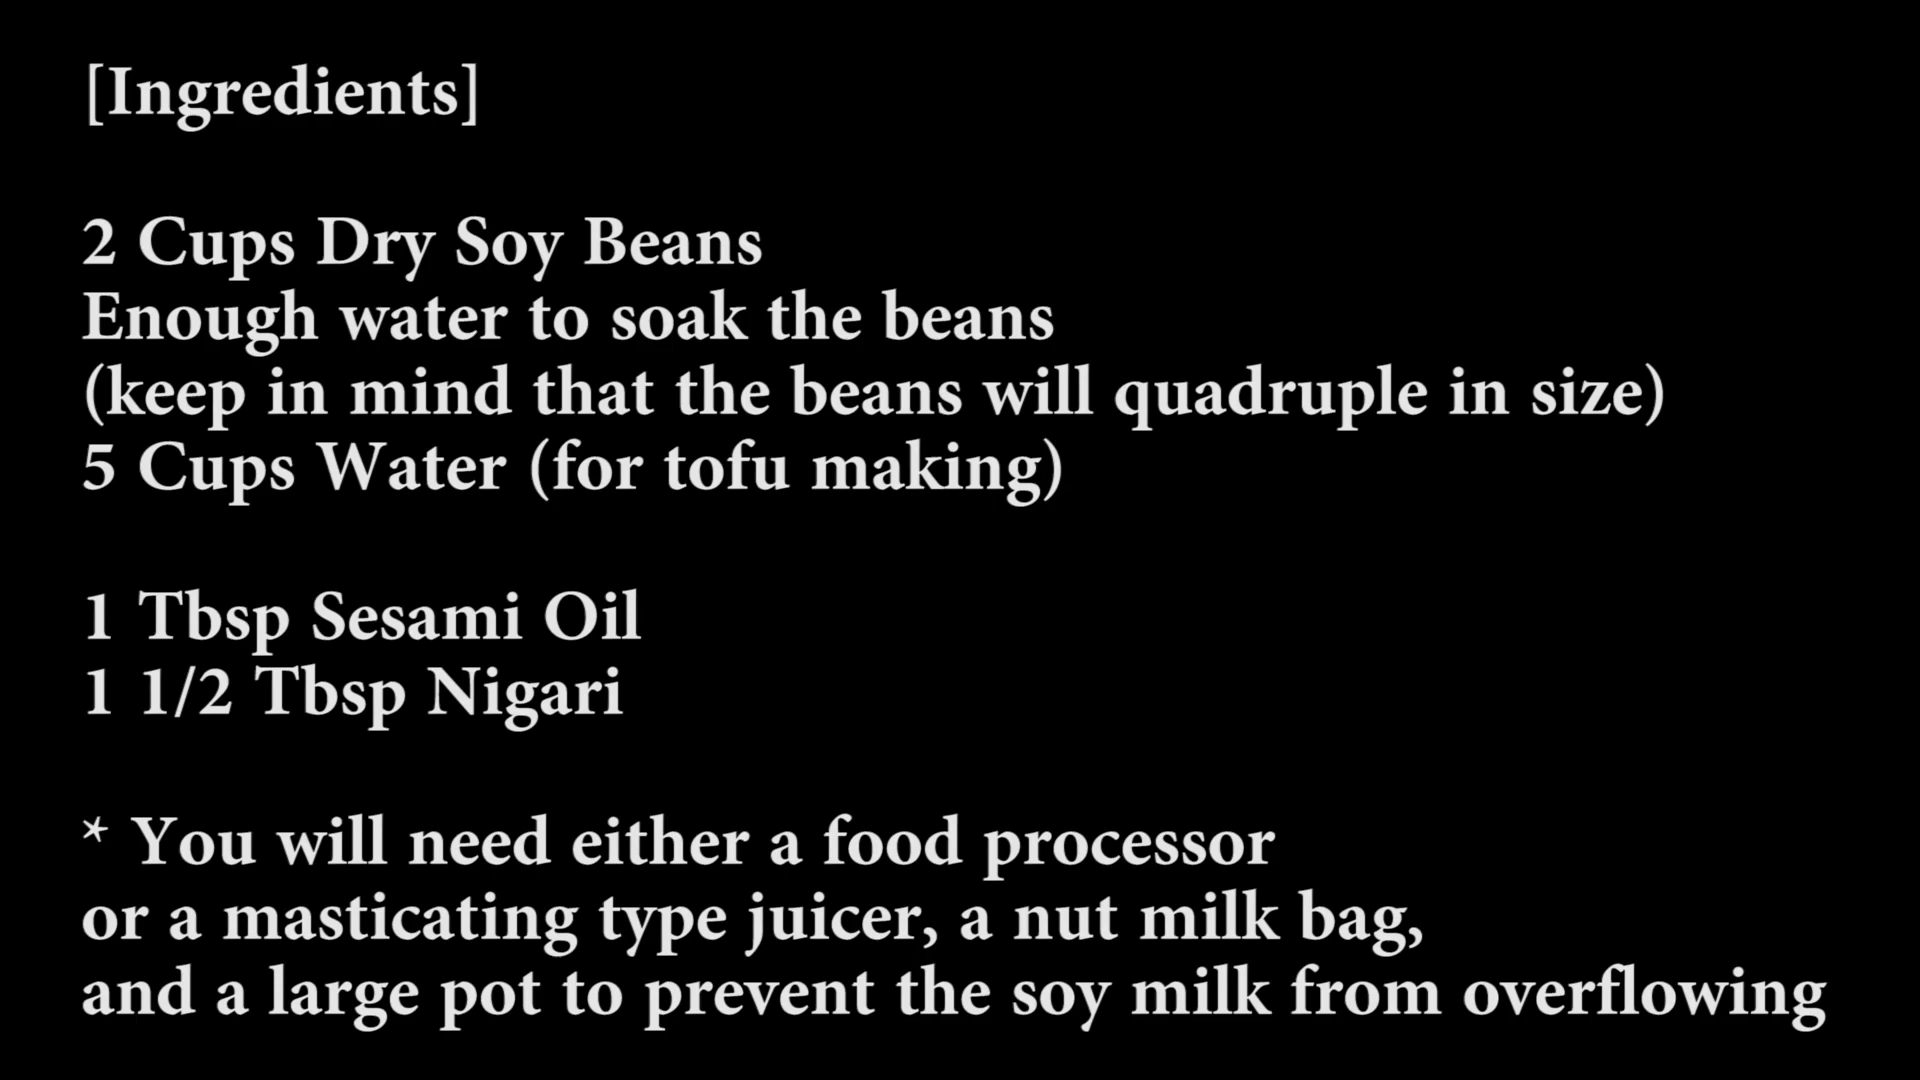 [Ingredients]
2 Cups Dry Soy Beans
Enough water to soak the beans
(keep in mind that the beans will quadruple in size)
5 Cups Water (for tofu making)
1 Tbsp Sesami Oil
1 1/2 Tbsp Nigari
* You will need either a food processor
or a masticating type juicer, a nut milk bag,
and a large pot to prevent the soy milk from overflowing